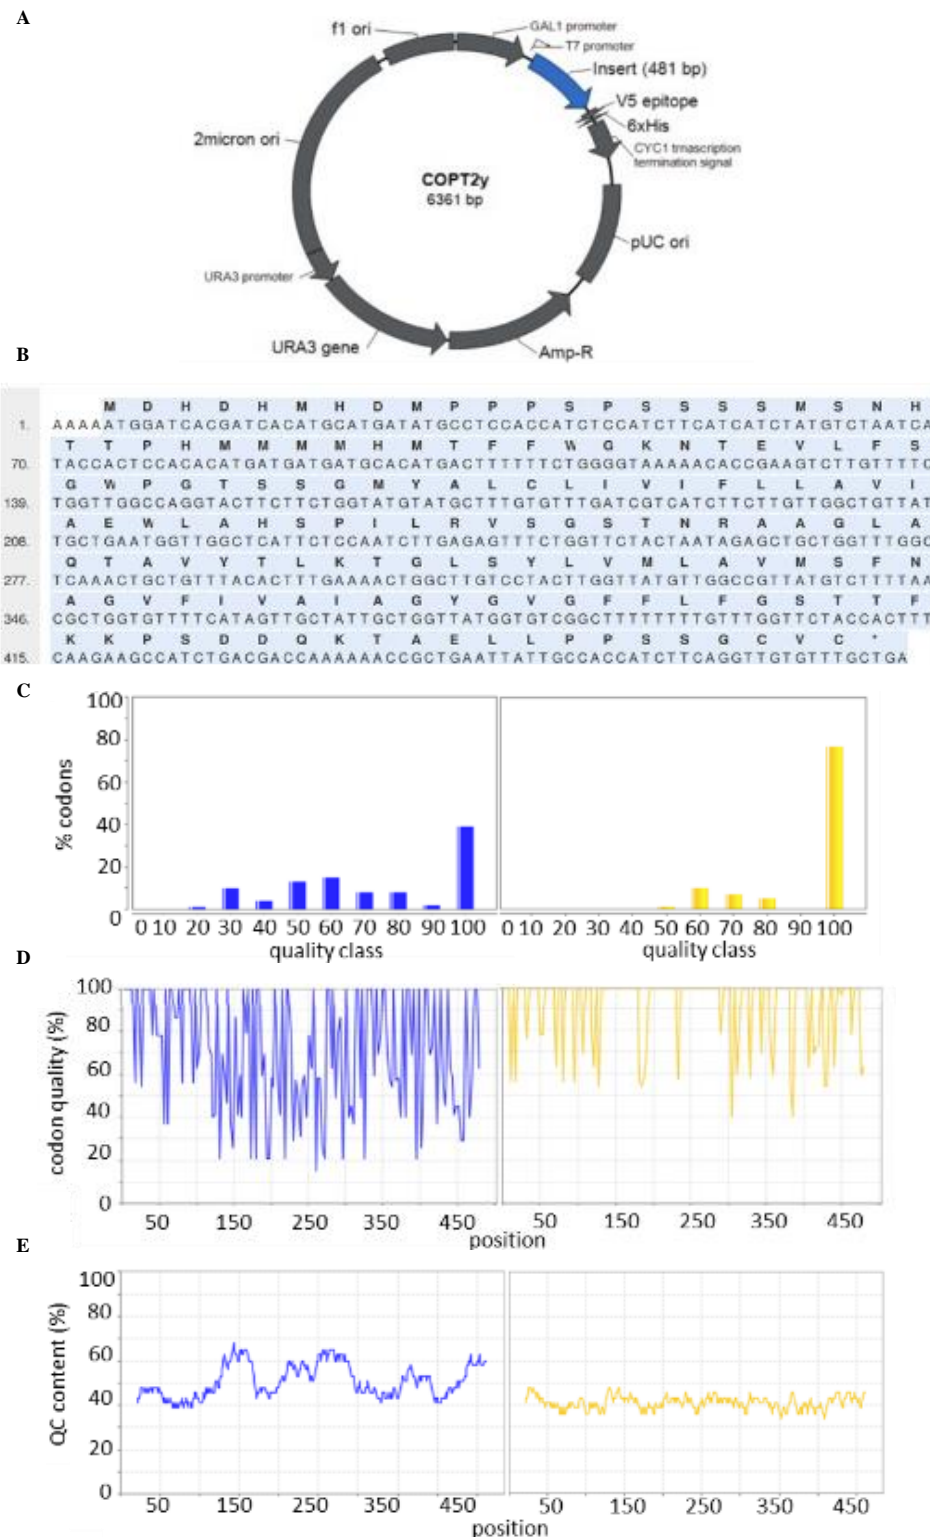 A
f1 ori
GAL1 promoter
T7 promoter
Insert (481 bp)
V5 epitope
6xHis
CYC1 trnascription
termination signal
2micron ori
COPT2y
6361 bp
pUC ori
URA3 promoter
URA3 gene
Amp-R
B
M D H D H M H D M P P P S P S S S S M S N H
1. AAAAATGGATCACGATCACATGCATGATATGCCTCCACCATCTCCATCTTCATCATCTATGTCTAATCA
T T P H M M M M H M T F F W G K N T E V L F S
70. TACCACTCCACACATGATGATGATGCACATGACTTTTTTCTGGGGTAAAAACACCGAAGTCTTGTTTTC
G W P G T S S G M Y A L C L I V I F L L A V I
139. TGGTTGGCCAGGTACTTCTTCTGGTATGTATGCTTTGTGTTTGATCGTCATCTTCTTGTTGGCTGTTAT
A E W L A H S P I L R V S G S T N R A A G L A
208. TGCTGAATGGTTGGCTCATTCTCCAATCTTGAGAGTTTCTGGTTCTACTAATAGAGCTGCTGGTTTGGC
Q T A V Y T L K T G L S Y L V M L A V M S F N
277. TCAAACTGCTGTTTACACTTTGAAAACTGGCTTGTCCTACTTGGTTATGTTGGCCGTTATGTCTTTTAA
A G V F I V A I A G Y G V G F F L F G S T T F
346. CGCTGGTGTTTTCATAGTTGCTATTGCTGGTTATGGTGTCGGCTTTTTTTTGTTTGGTTCTACCACTTT
K K P S D D Q K T A E L L P P S S G C V C *
415. CAAGAAGCCATCTGACGACCAAAAAACCGCTGAATTATTGCCACCATCTTCAGGTTGTGTTTGCTGA
C
100
80
60
40
20
0
% codons
0 10 20 30 40 50 60 70 80 90 100
quality class
0 10 20 30 40 50 60 70 80 90 100
quality class
D
100
80
60
40
20
0
codon quality (%)
50 150 250 350 450
50 150 250 350 450
position
E
100
80
60
40
20
0
QC content (%)
50 150 250 350 450
50 150 250 350 450
position